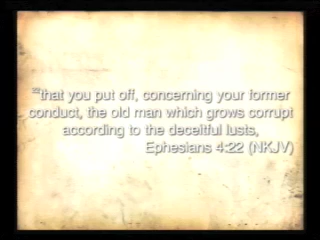 22that you put off, concerning your former
conduct, the old man which grows corrupt
according to the deceitful lusts,
Ephesians 4:22 (NKJV)